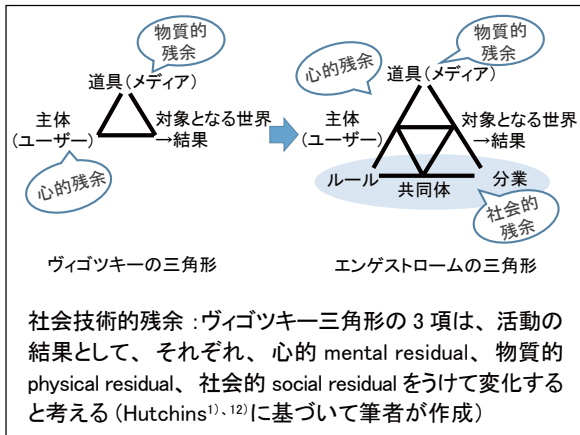 物質的
残余
道具(メディア)
主体
(ユーザー)
対象となる世界
→結果
心的残余
ヴィゴツキーの三角形
物質的
残余
心的残余
道具(メディア)
主体
(ユーザー)
対象となる世界
→結果
ルール
共同体
分業
社会的
残余
エンゲストロームの三角形
社会技術的残余 :ヴィゴツキー三角形の 3 項は、活動の
結果として、それぞれ、心的 mental residual、物質的
physical residual、社会的 social residual をうけて変化する
と考える (Hutchins1)、12)に基づいて筆者が作成)